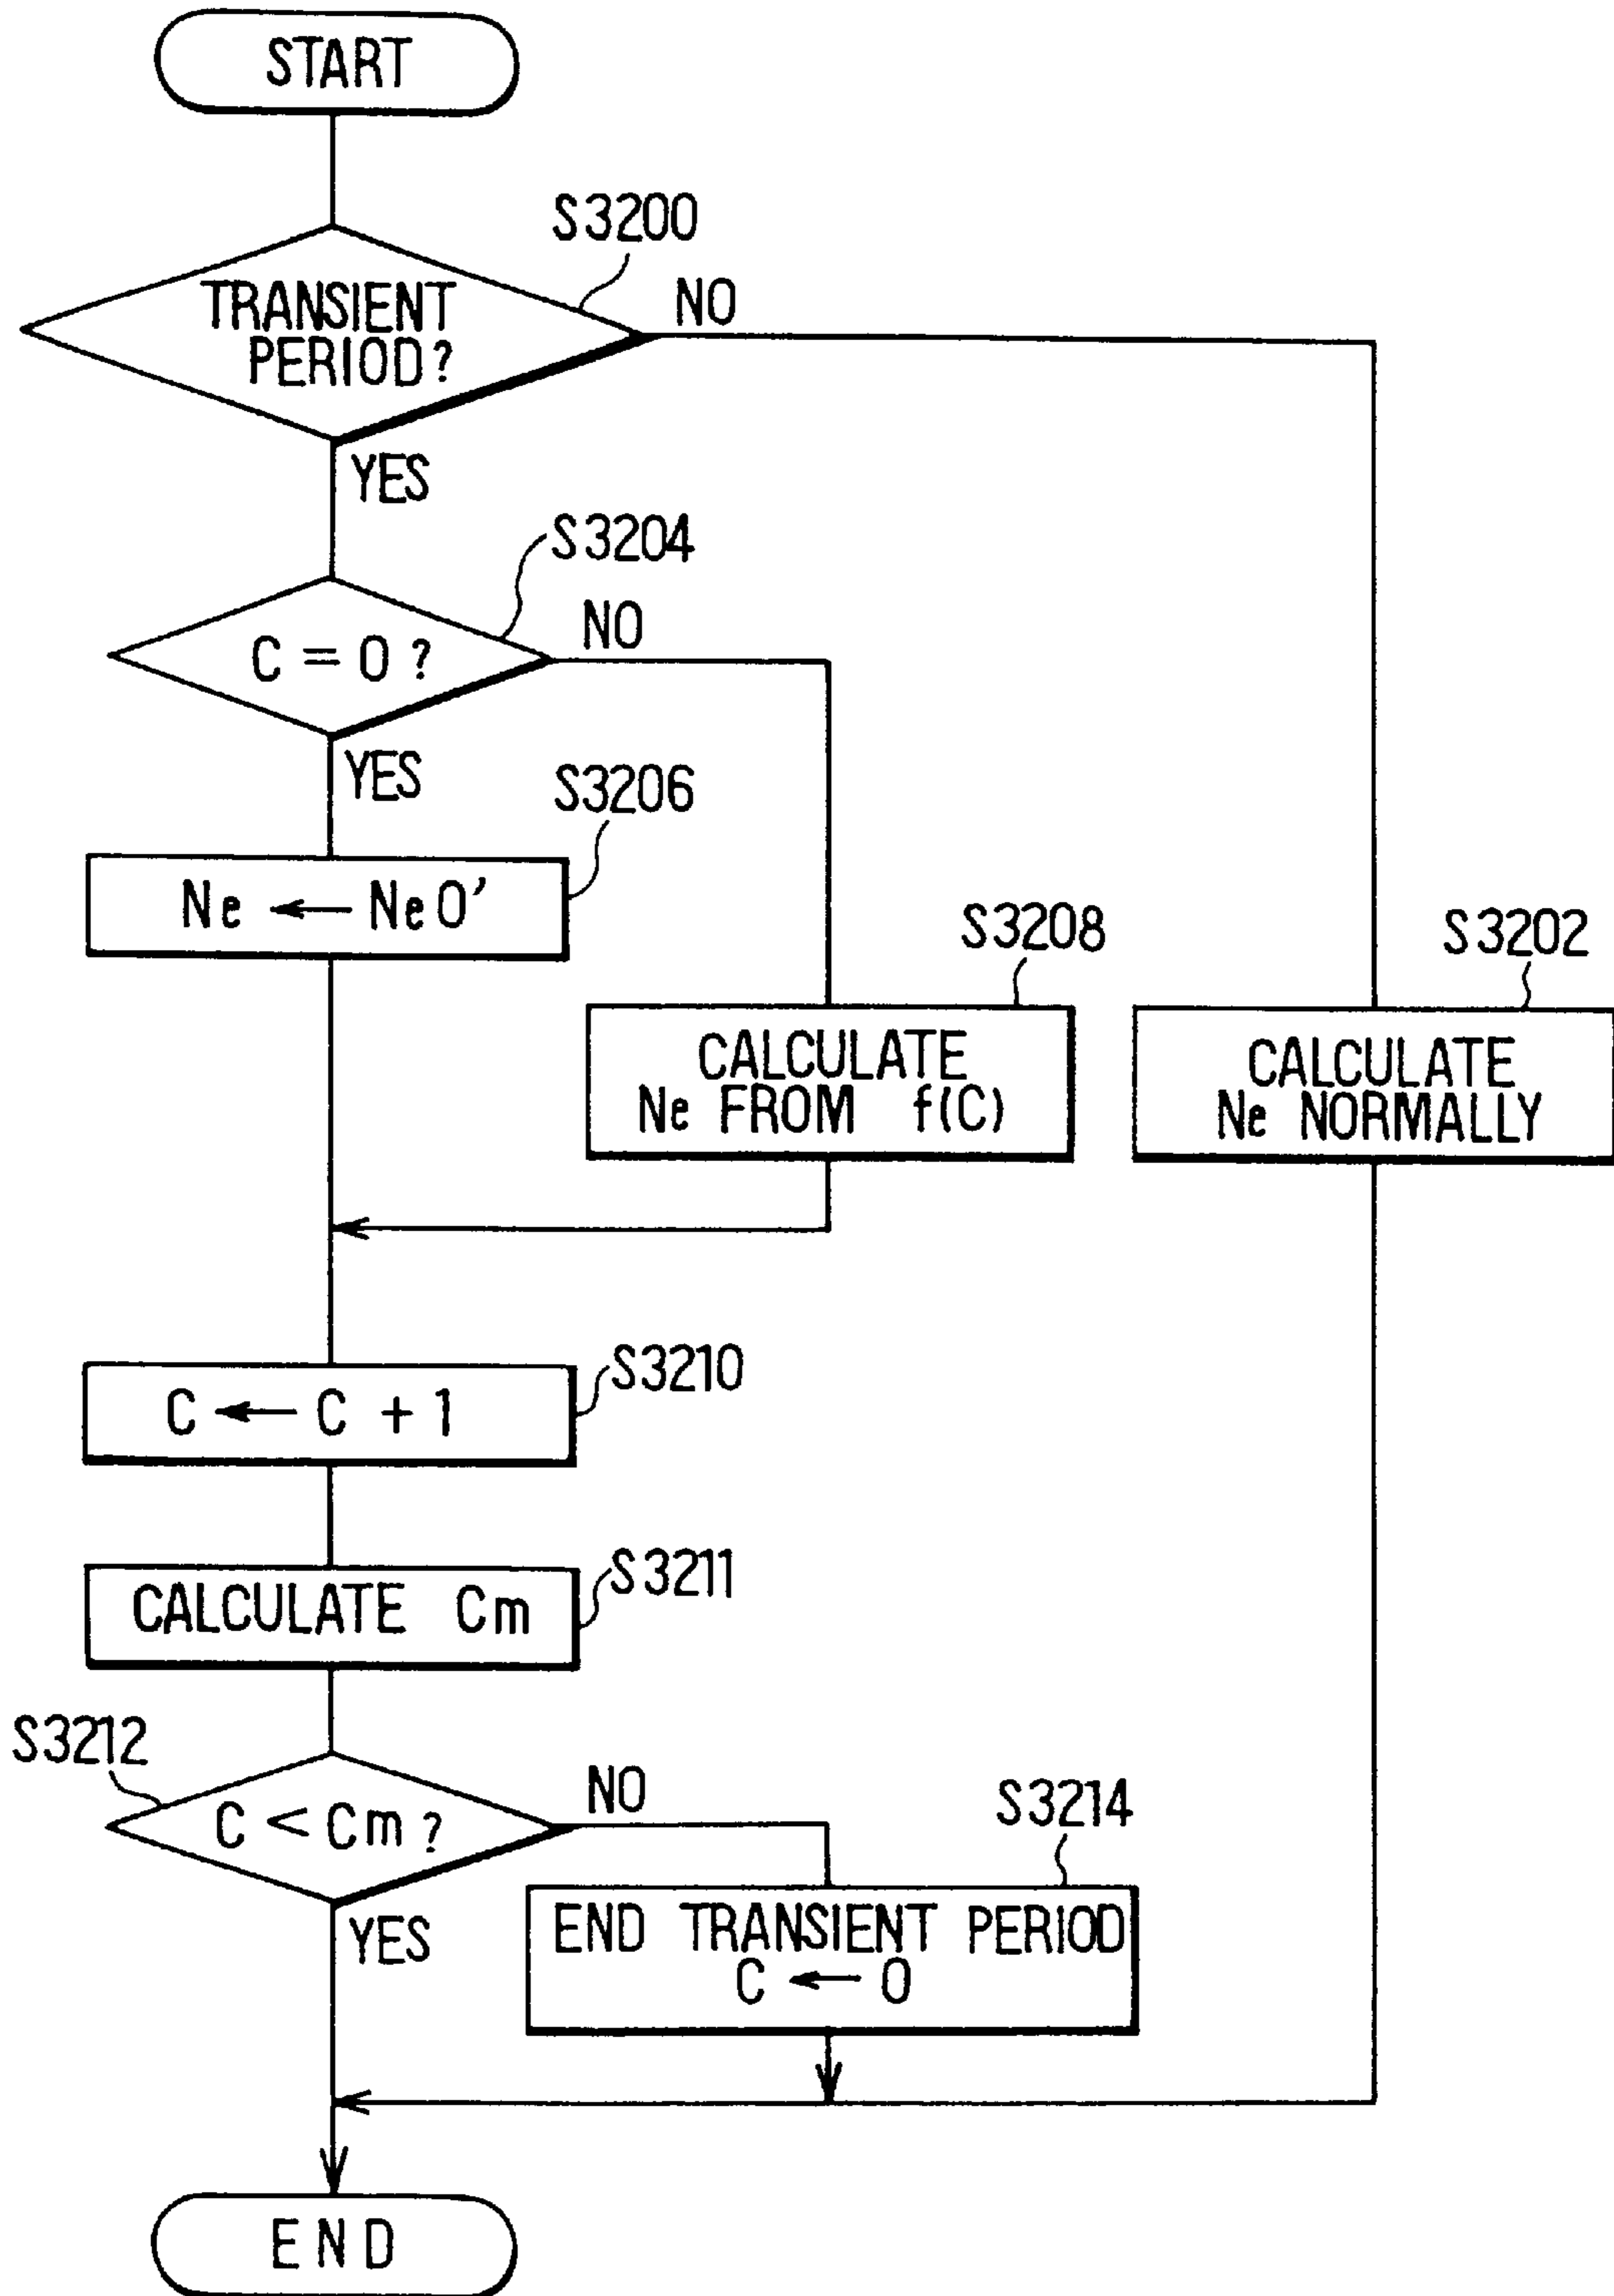 START
S3200
TRANSIENT
PERIOD?
NO
YES
S3204
C = 0 ?
NO
YES
S3206
Ne ← Ne0'
S3208
CALCULATE
Ne FROM f(C)
S3202
CALCULATE
Ne NORMALLY
S3210
C ← C + 1
S3211
CALCULATE Cm
S3212
C < Cm ?
NO
YES
S3214
END TRANSIENT PERIOD
C ← 0
END